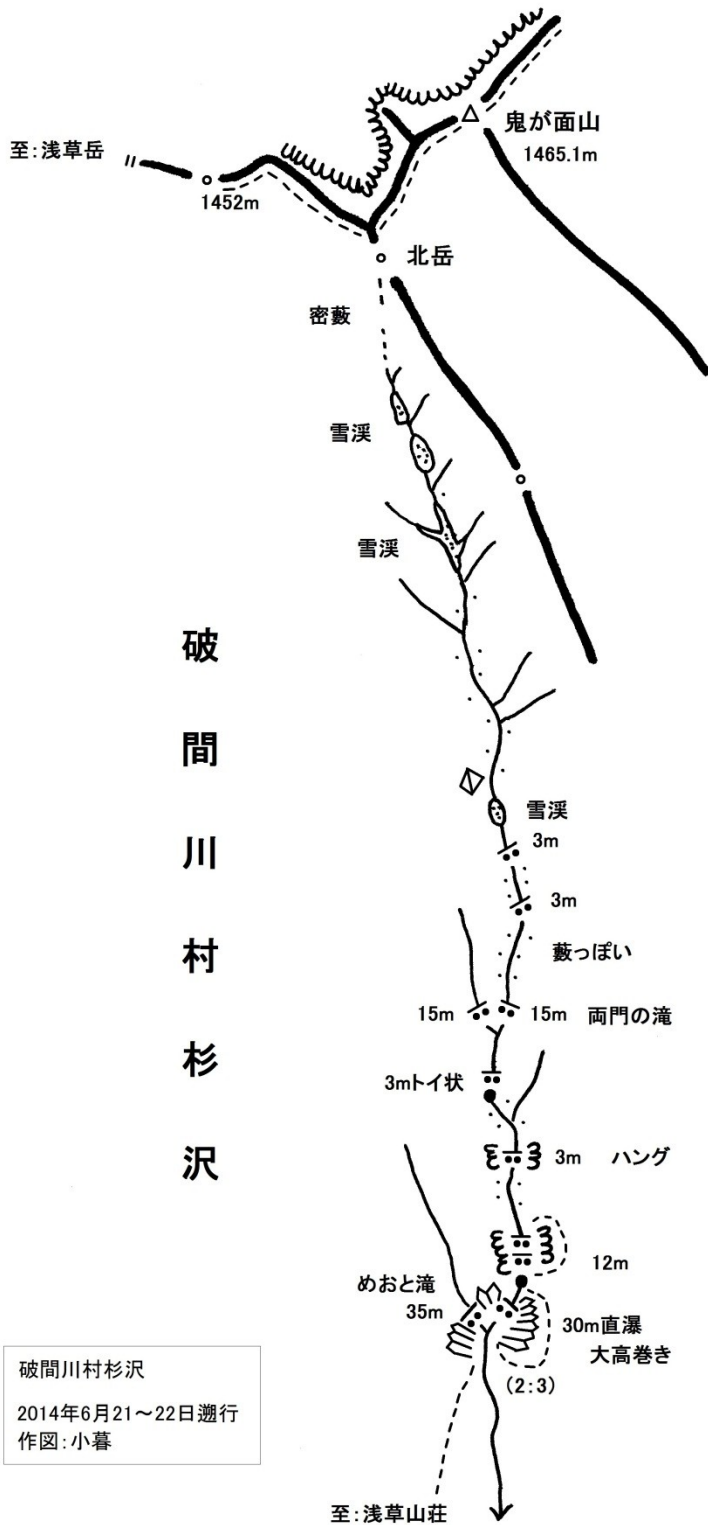 至:浅草岳
鬼が面山
1465.1m
1452m
北岳
密藪
雪渓
雪渓
破間川村杉沢
雪渓
3m
3m
藪っぽい
15m
15m 両門の滝
3mトイ状
3m ハング
12m
めおと滝
35m
30m直瀑
大高巻き
(2:3)
破間川村杉沢
2014年6月21～22日遡行
作図:小暮
至:浅草山荘